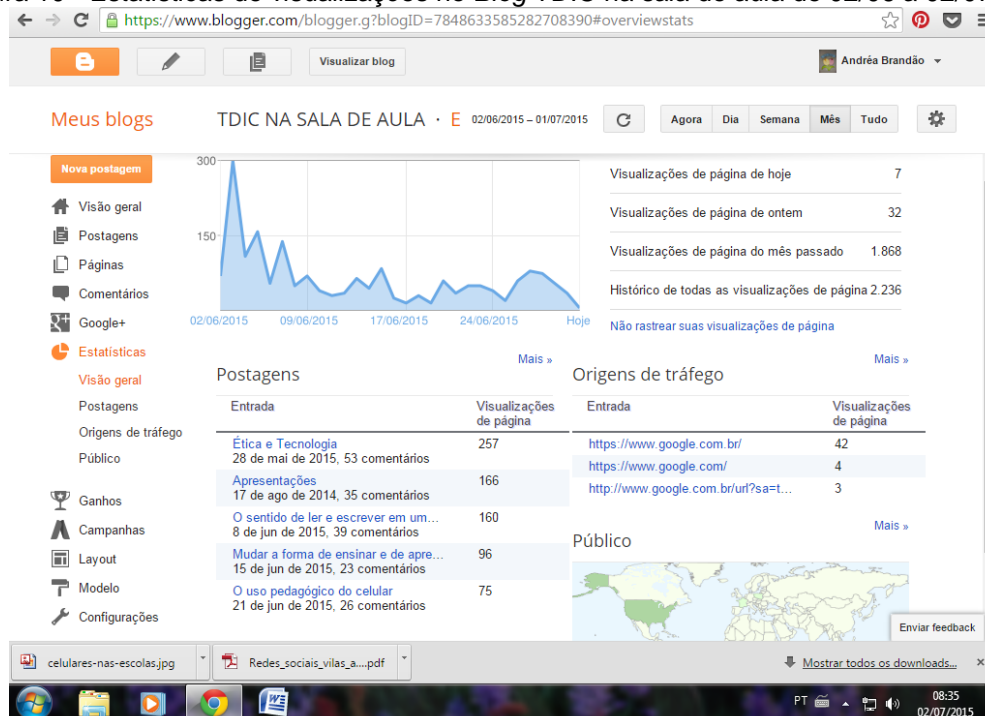 Estatísticas de visualizações no Blog TDIC na sala de aula de
https://www.blogger.com/blogger.g?blogID=7848633585282708390#overviewstats
Visualizar blog
Andréa Brandão
Meus blogs
TDIC NA SALA DE AULA · E 02/06/2015 – 01/07/2015
Agora Dia Semana Mês Tudo
Nova postagem
Visão geral
Postagens
Páginas
Comentários
Google+
Estatísticas
Visão geral
Postagens
Origens de tráfego
Público
Ganhos
Campanhas
Layout
Modelo
Configurações
300
150
02/06/2015 09/06/2015 17/06/2015 24/06/2015 Hoje
Visualizações de página de hoje 7
Visualizações de página de ontem 32
Visualizações de página do mês passado 1.868
Histórico de todas as visualizações de página 2.236
Não rastrear suas visualizações de página
Mais »
Postagens
Entrada Visualizações
de página
Ética e Tecnologia 257
28 de mai de 2015, 53 comentários
Apresentações 166
17 de ago de 2014, 35 comentários
O sentido de ler e escrever em um... 160
8 de jun de 2015, 39 comentários
Mudar a forma de ensinar e de apre... 96
15 de jun de 2015, 23 comentários
O uso pedagógico do celular 75
21 de jun de 2015, 26 comentários
Mais »
Origens de tráfego
Entrada Visualizações
de página
https://www.google.com.br/ 42
https://www.google.com/ 4
http://www.google.com.br/url?sa=t... 3
Mais »
Público
Enviar feedback
celulares-nas-escolas.jpg
Redes_sociais_vilas_a....pdf
Mostrar todos os downloads...
PT
08:35
02/07/2015